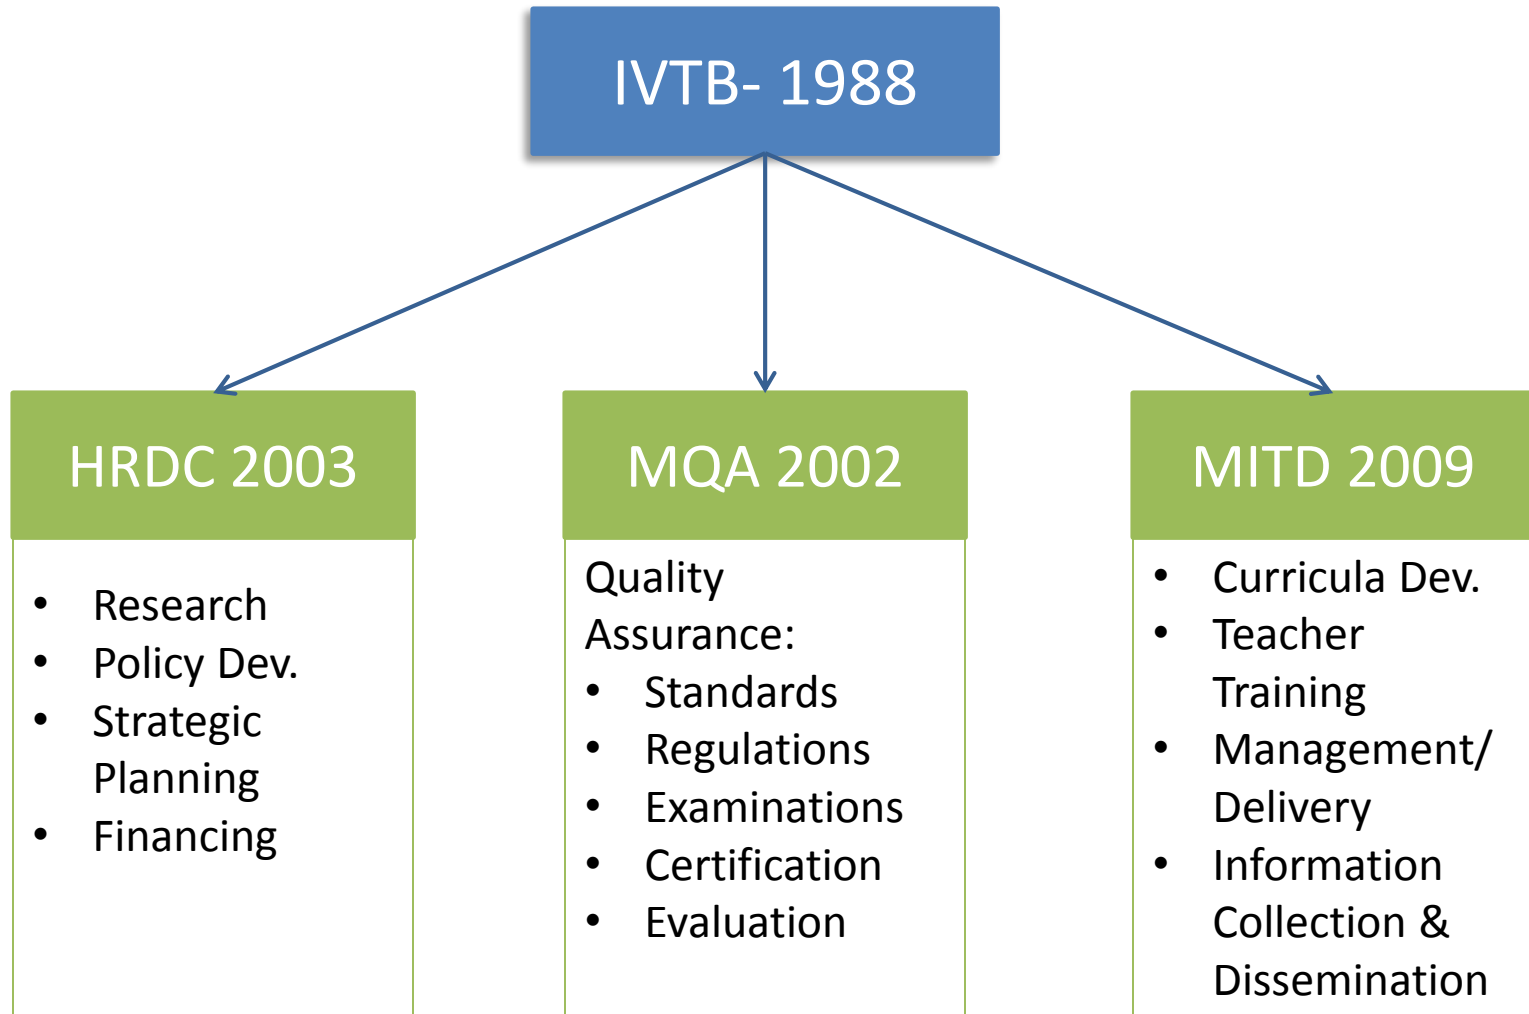 IVTB- 1988
HRDC 2003
• Research
• Policy Dev.
• Strategic
Planning
• Financing
MQA 2002
Quality
Assurance:
• Standards
• Regulations
• Examinations
• Certification
• Evaluation
MITD 2009
• Curricula Dev.
• Teacher
Training
• Management/
Delivery
• Information
Collection &
Dissemination